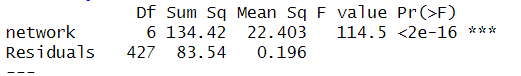 Df Sum Sq Mean Sq F value Pr(>F)
network 6 134.42 22.403 114.5 <2e-16 ***
Residuals 427 83.54 0.196
---